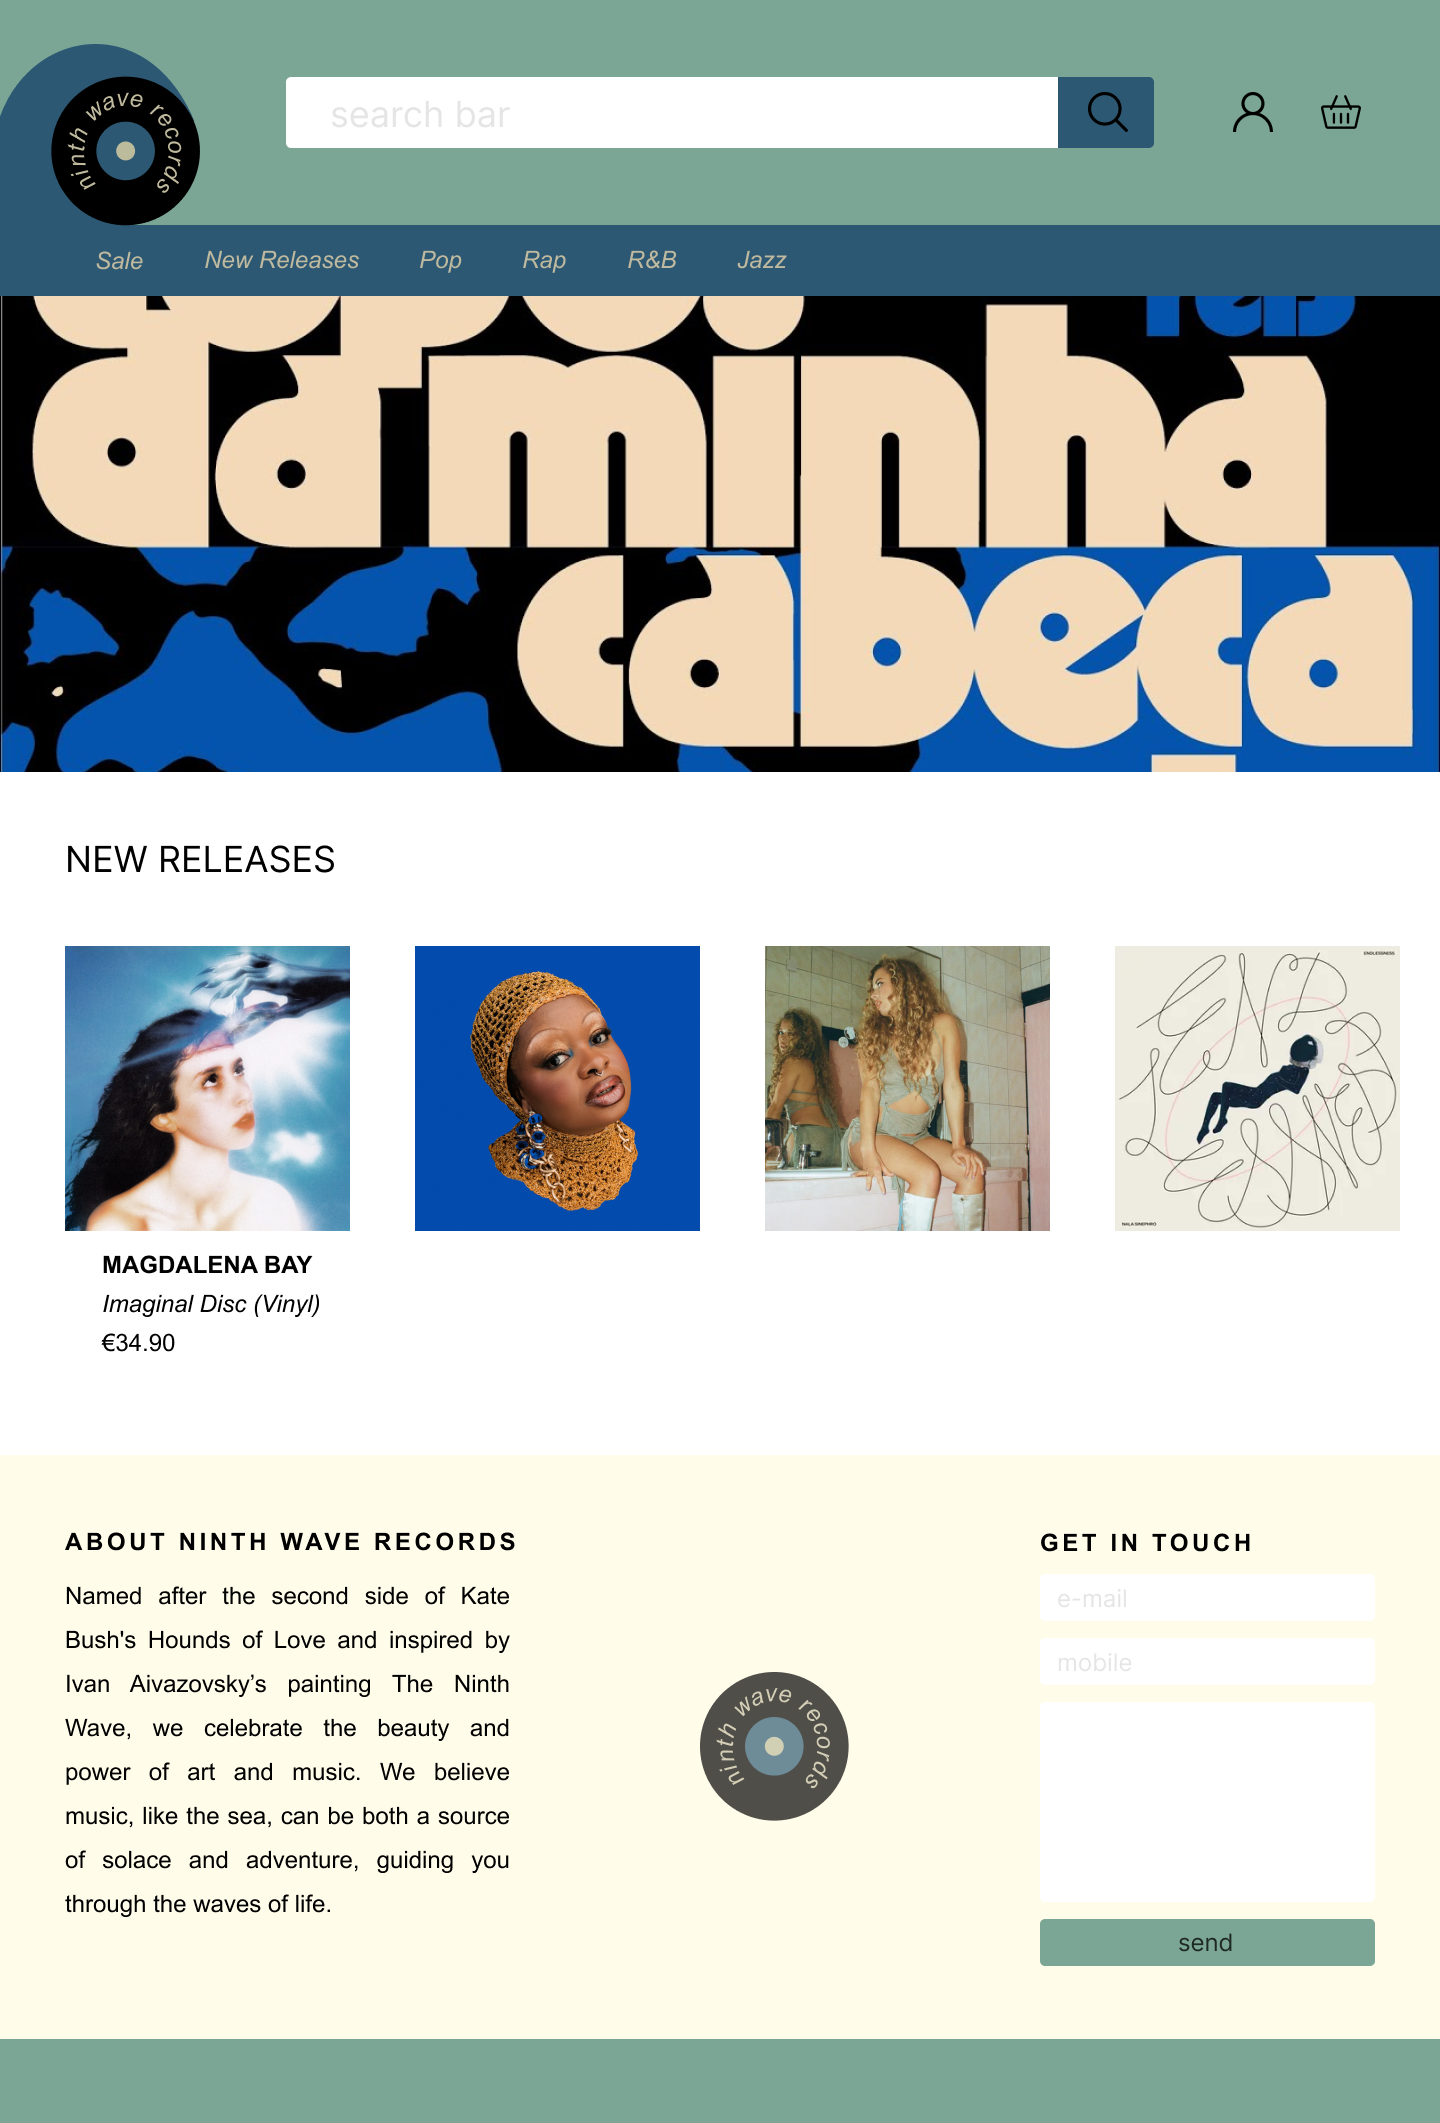 ninth wave records
search bar
Sale New Releases Pop Rap R&B Jazz
da minha
cabeça
NEW RELEASES
ENDLESSNESS
ENDLESSNESS
NALA SINEPHRO
MAGDALENA BAY
Imaginal Disc (Vinyl)
€34.90
ABOUT NINTH WAVE RECORDS
Named after the second side of Kate
Bush's Hounds of Love and inspired by
Ivan Aivazovsky’s painting The Ninth
Wave, we celebrate the beauty and
power of art and music. We believe
music, like the sea, can be both a source
of solace and adventure, guiding you
through the waves of life.
ninth wave records
GET IN TOUCH
e-mail
mobile
send